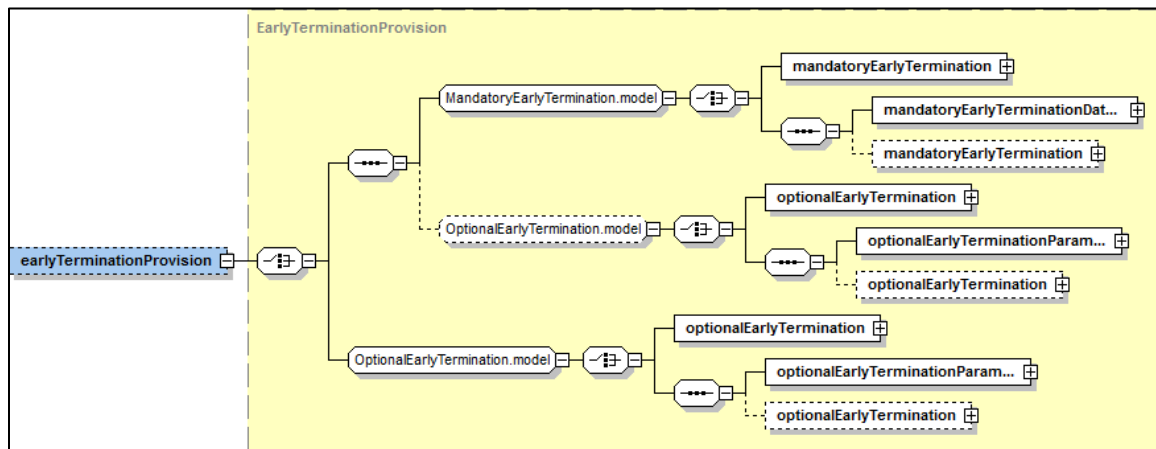 EarlyTerminationProvision
mandatoryEarlyTermination
MandatoryEarlyTermination.model
mandatoryEarlyTerminationDat...
mandatoryEarlyTermination
optionalEarlyTermination
OptionalEarlyTermination.model
optionalEarlyTerminationParam...
earlyTerminationProvision
optionalEarlyTermination
optionalEarlyTermination
OptionalEarlyTermination.model
optionalEarlyTerminationParam...
optionalEarlyTermination